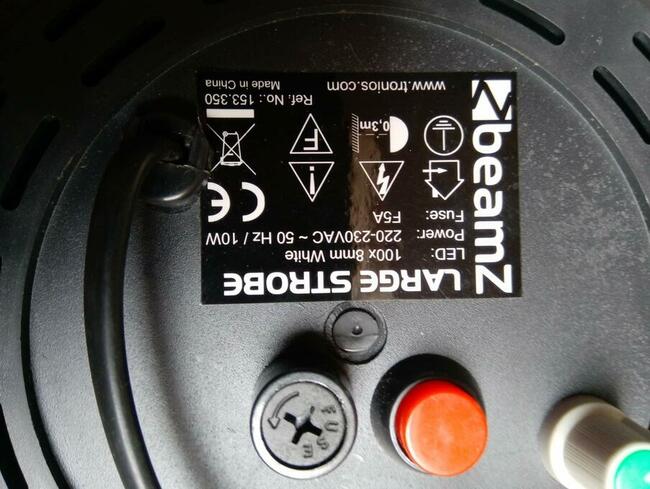 beamZ
LARGE STROBE
LED: 100x 8mm White
Power: 220-230VAC ~ 50 Hz / 10W
Fuse: F5A
CE
0,3m
F
www.tronios.com
Ref. No.: 153.350
Made in China
FUSE